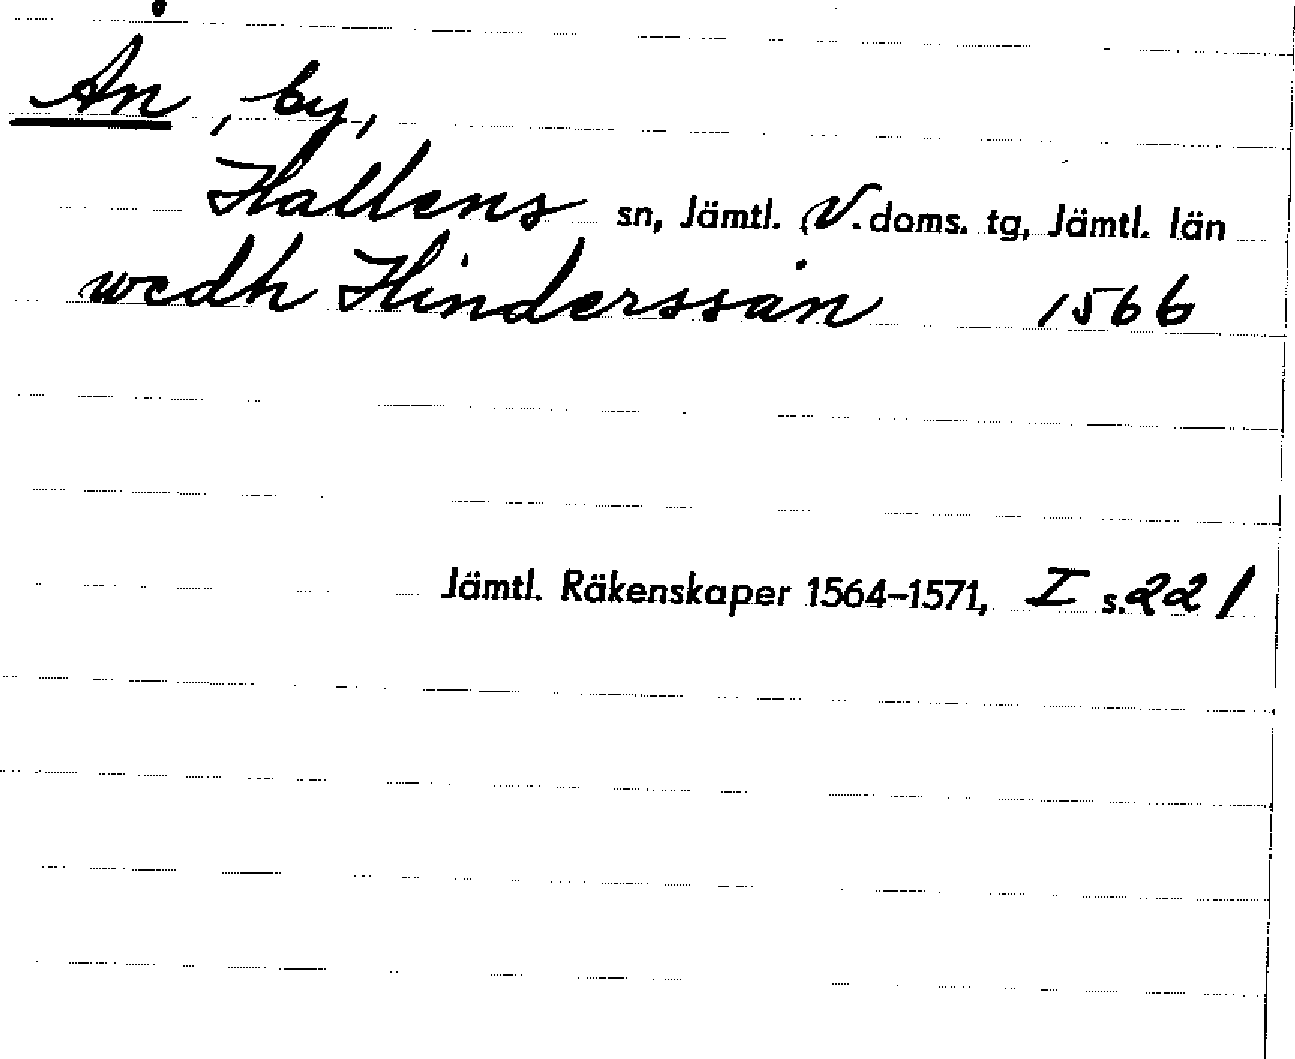 Ån, by,
Hallens sn, Jämtl. V. doms. tg, Jämtl. län
wedh Hinderssån 1566
Jämtl. Räkenskaper 1564–1571, I s. 221